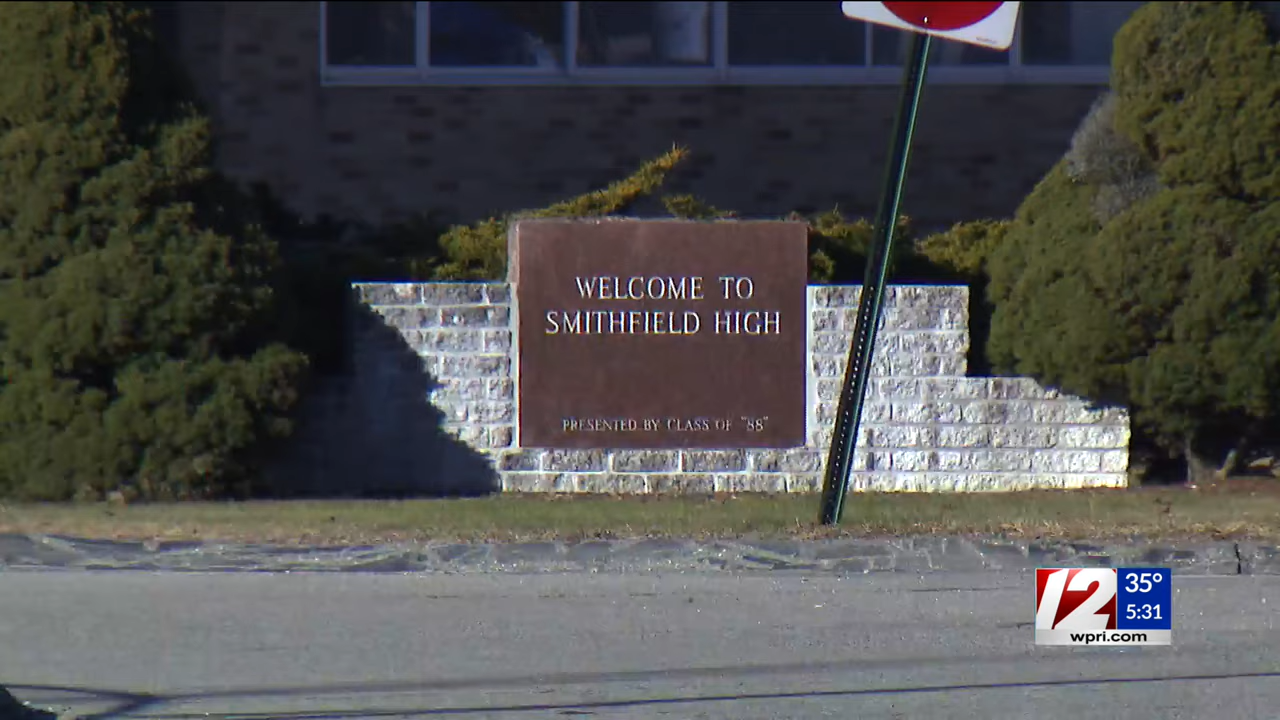 WELCOME TO
SMITHFIELD HIGH
PRESENTED BY CLASS OF "88"
12
35°
5:31
wpri.com